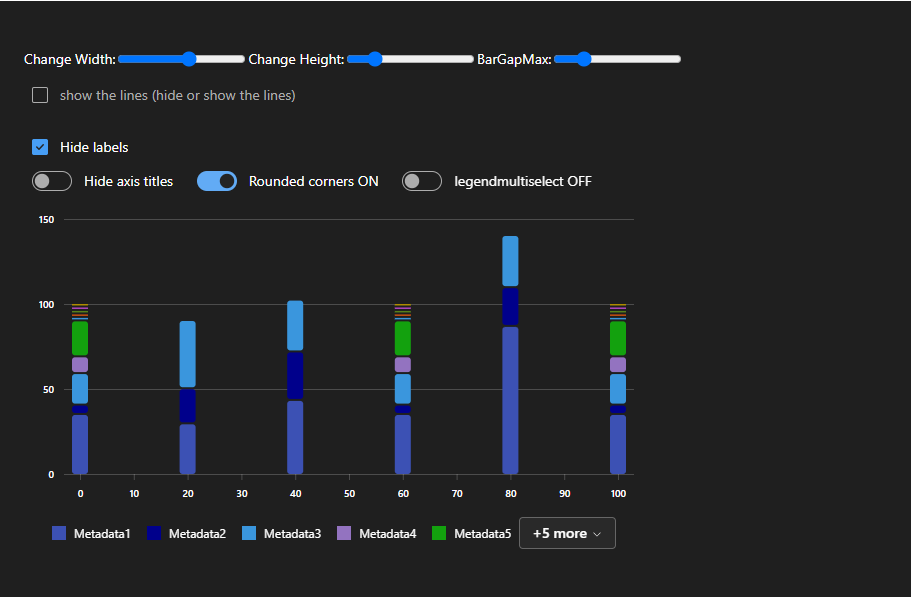 Change Width: Change Height: BarGapMax:
show the lines (hide or show the lines)
Hide labels
Hide axis titles Rounded corners ON legendmultiselect OFF
150
100
50
0
0 10 20 30 40 50 60 70 80 90 100
Metadata1 Metadata2 Metadata3 Metadata4 Metadata5 +5 more